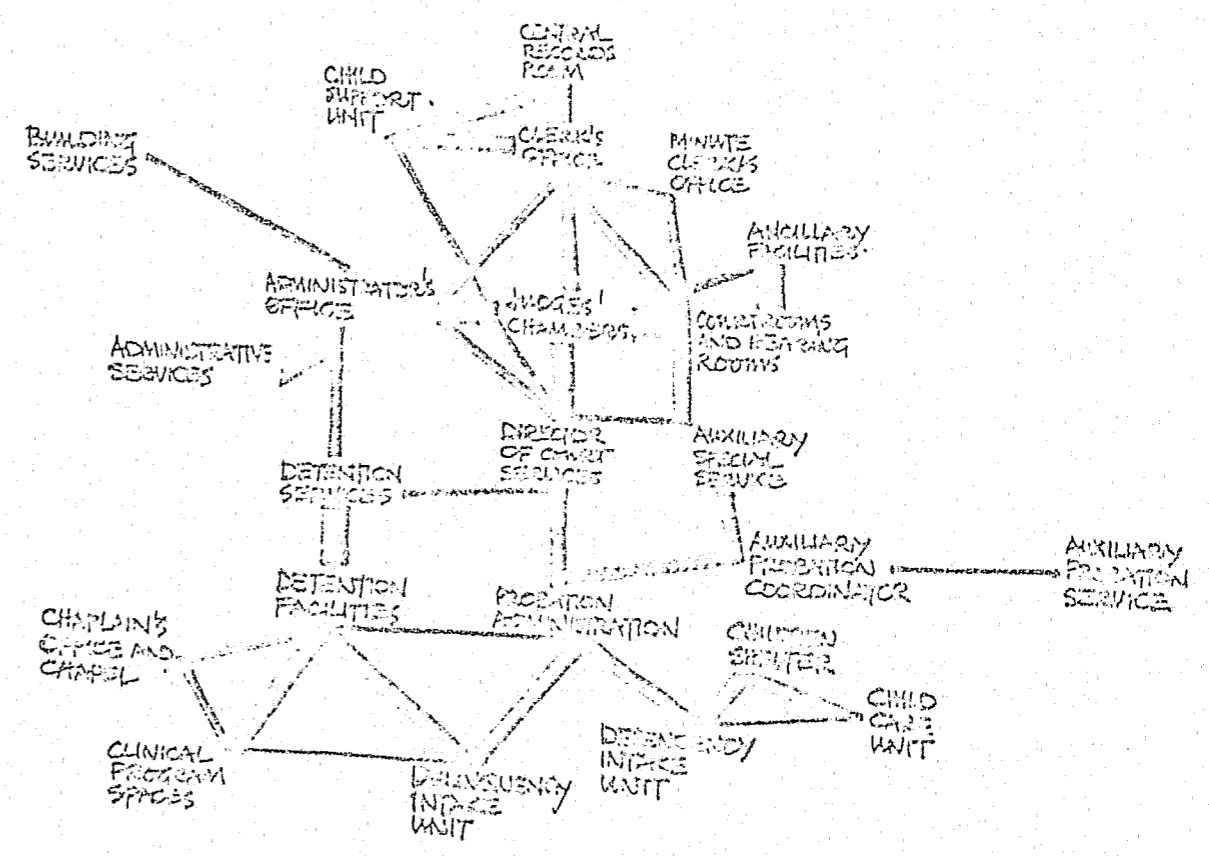 CENTRAL
RECORDS
ROOM
CHILD
SUPPORT
UNIT
CLERK'S
OFFICE
MINUTE
CLERK'S
OFFICE
BUILDING
SERVICES
ANCILLARY
FACILITIES
ADMINISTRATOR'S
OFFICE
JUDGES'
CHAMBERS
COURTROOMS
AND HEARING
ROOMS
ADMINISTRATIVE
SERVICES
DIRECTOR
OF COURT
SERVICES
AUXILIARY
SPECIAL
SERVICE
DETENTION
SERVICES
AUXILIARY
PROBATION
COORDINATOR
AUXILIARY
PROBATION
SERVICE
DETENTION
FACILITIES
PROBATION
ADMINISTRATION
CHAPLAIN'S
OFFICE AND
CHAPEL
CHILDREN
SHELTER
CHILD
CARE
UNIT
DEPENDENCY
INTAKE
UNIT
CLINICAL
PROGRAM
SPACES
DELINQUENCY
INTAKE
UNIT